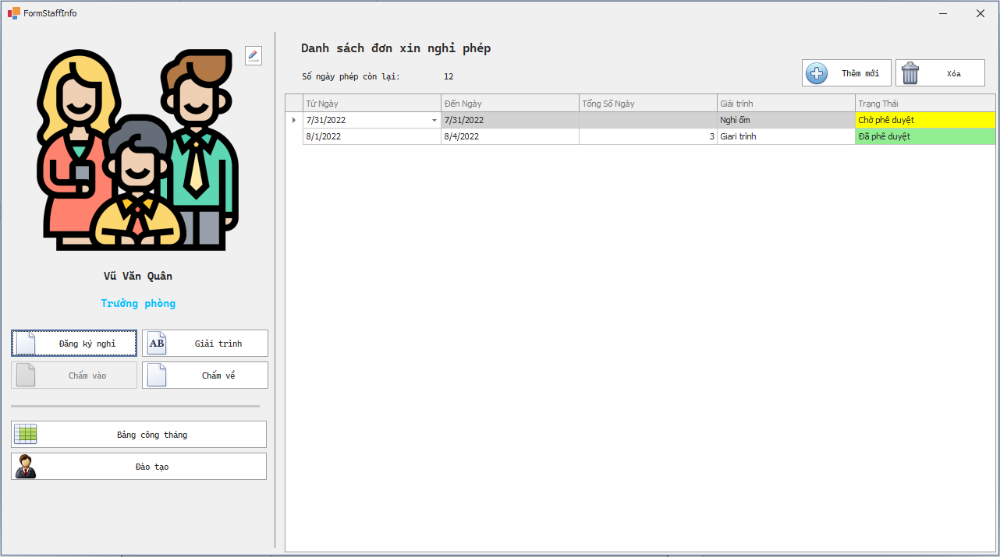 FormStaffInfo
Vũ Văn Quân
Trưởng phòng
Đăng ký nghỉ
AB Giải trình
Chấm vào
Chấm về
Bảng công tháng
Đào tạo
Danh sách đơn xin nghỉ phép
Số ngày phép còn lại: 12
Thêm mới
Xóa
Từ Ngày Đến Ngày Tổng Số Ngày Giải trình Trạng Thái
7/31/2022 7/31/2022 Nghỉ ốm Chờ phê duyệt
8/1/2022 8/4/2022 3 Giari trình Đã phê duyệt